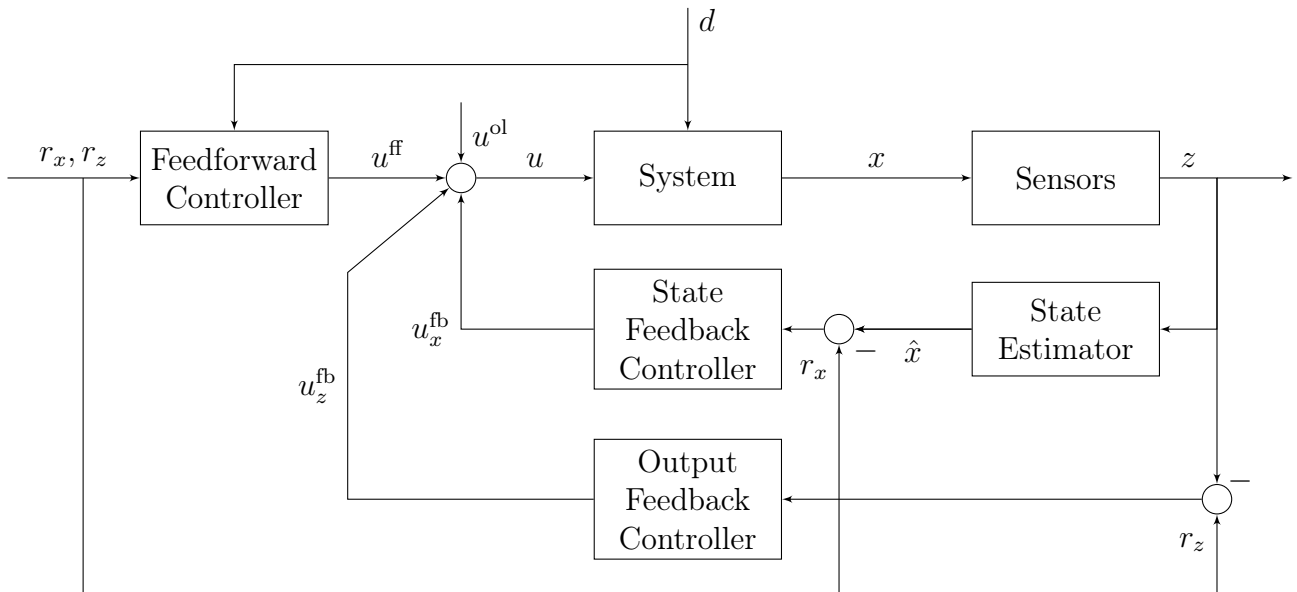 d
r_x, r_z
Feedforward
Controller
u^ff
u^ol
u
System
x
Sensors
z
State
Feedback
Controller
u_x^fb
r_x
−
x̂
State
Estimator
u_z^fb
Output
Feedback
Controller
−
r_z